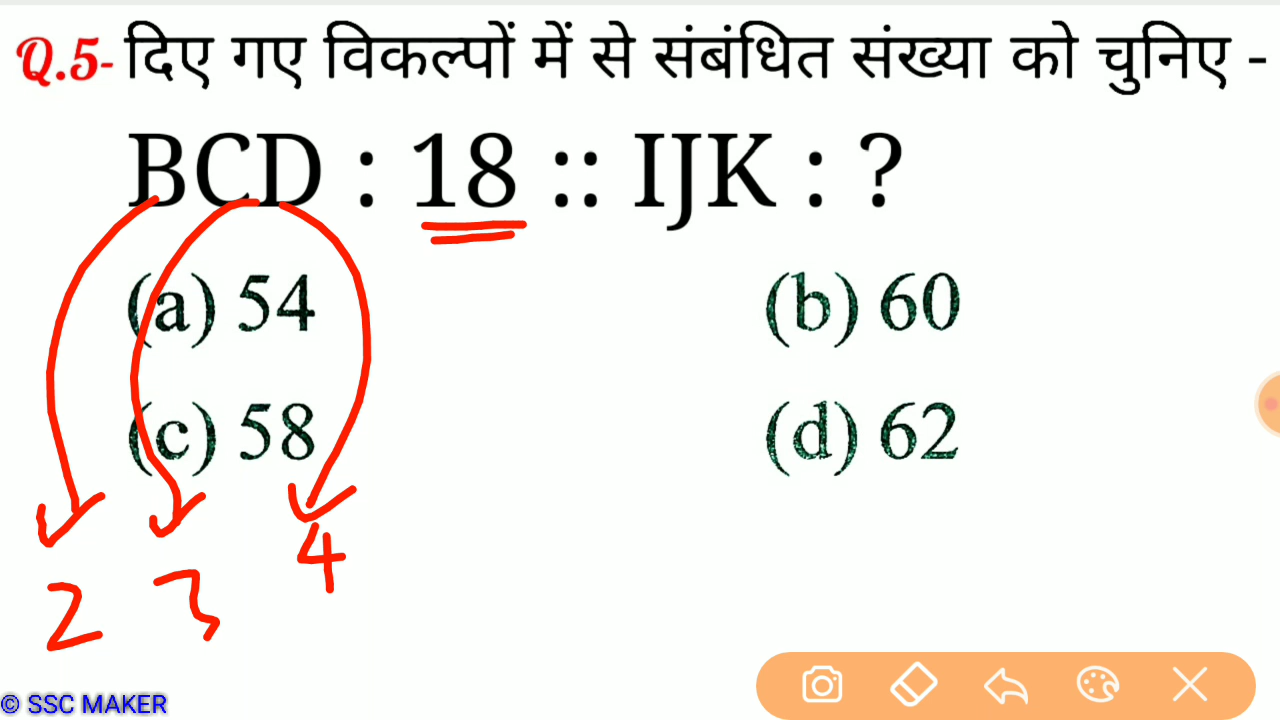 Q.5- दिए गए विकल्पों में से संबंधित संख्या को चुनिए -
BCD : 18 :: IJK : ?
(a) 54 (b) 60
(c) 58 (d) 62
2 3 4
© SSC MAKER